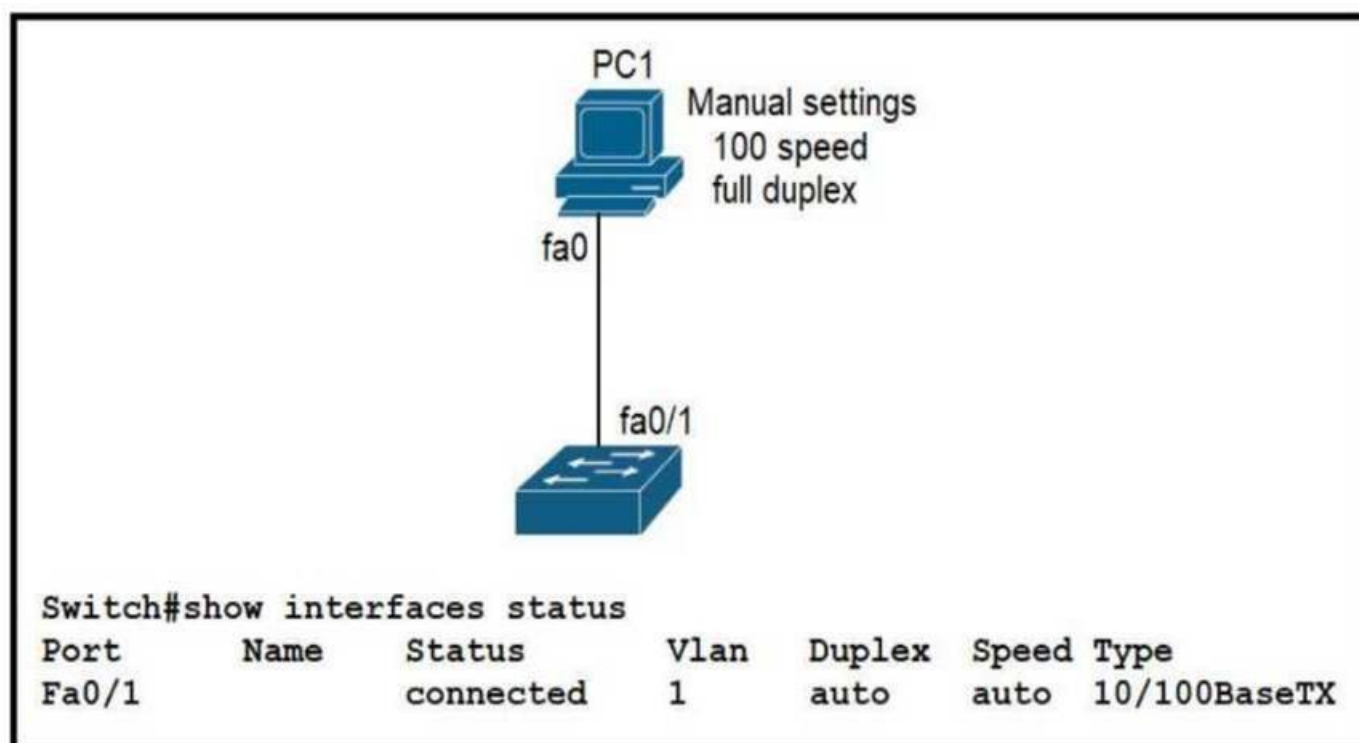 PC1
Manual settings
100 speed
full duplex
fa0
fa0/1
Switch#show interfaces status
Port Name Status Vlan Duplex Speed Type
Fa0/1 connected 1 auto auto 10/100BaseTX